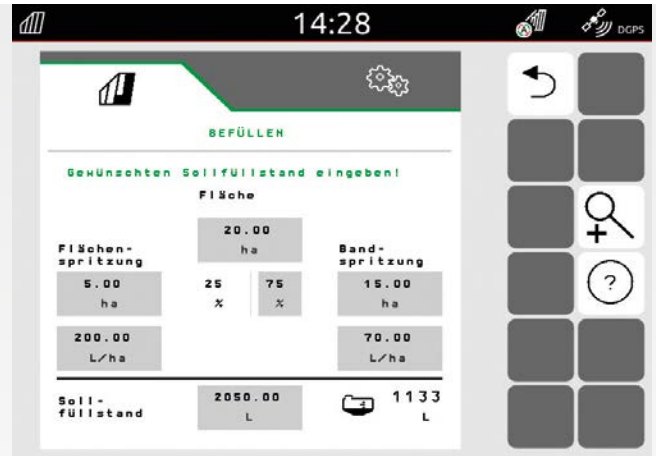 14:28
DGPS
BEFÜLLEN
Gewünschten Sollfüllstand eingeben!
Fläche
20.00
ha
Flächen-
spritzung
Band-
spritzung
5.00
ha
25
%
75
%
15.00
ha
200.00
L/ha
70.00
L/ha
Soll-
füllstand
2050.00
L
1133
L
?